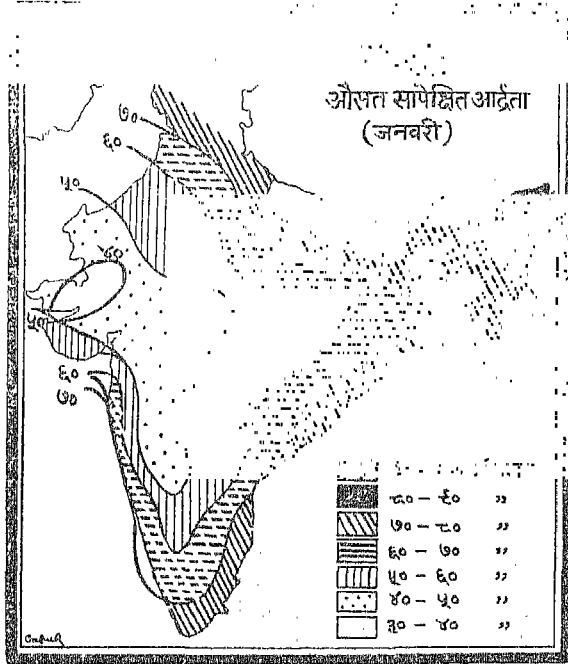 औसत सापेक्षित आर्द्रता
(जनवरी)
७०
६०
५०
४०
५०
६०
७०
८० – ९० "
७० – ८० "
६० – ७० "
५० – ६० "
४० – ५० "
३० – ४० "